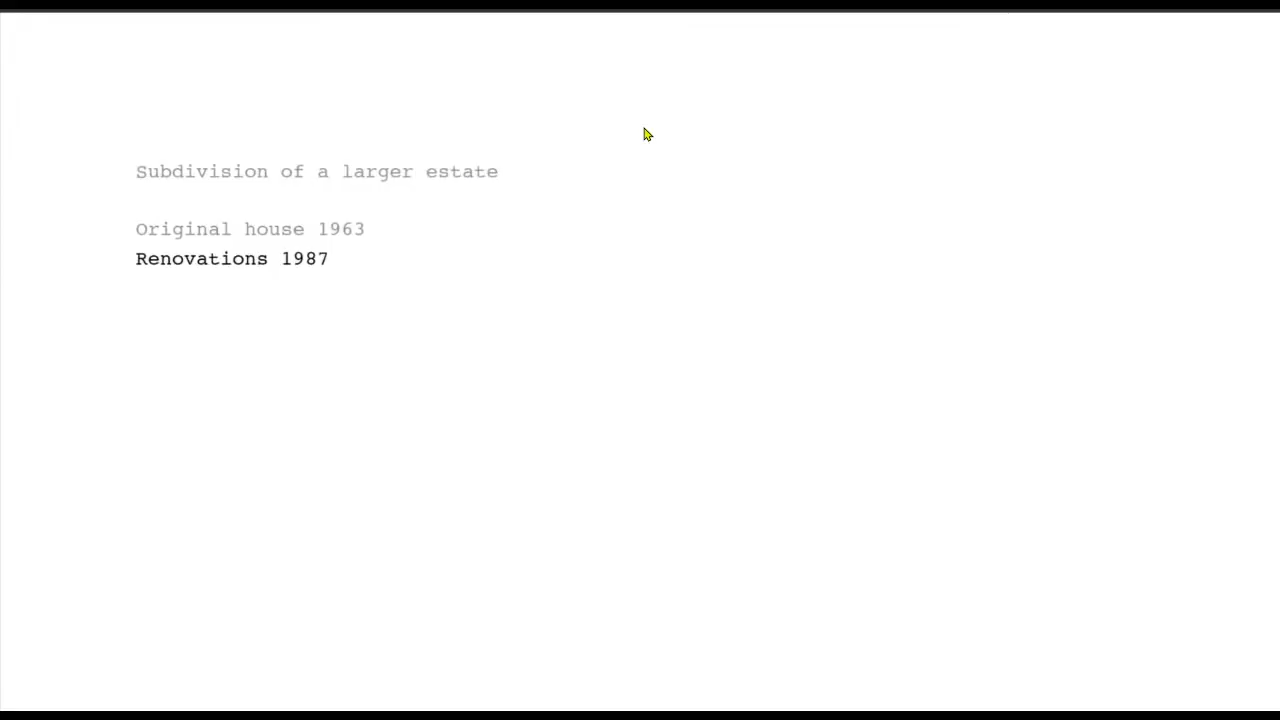 Subdivision of a larger estate
Original house 1963
Renovations 1987